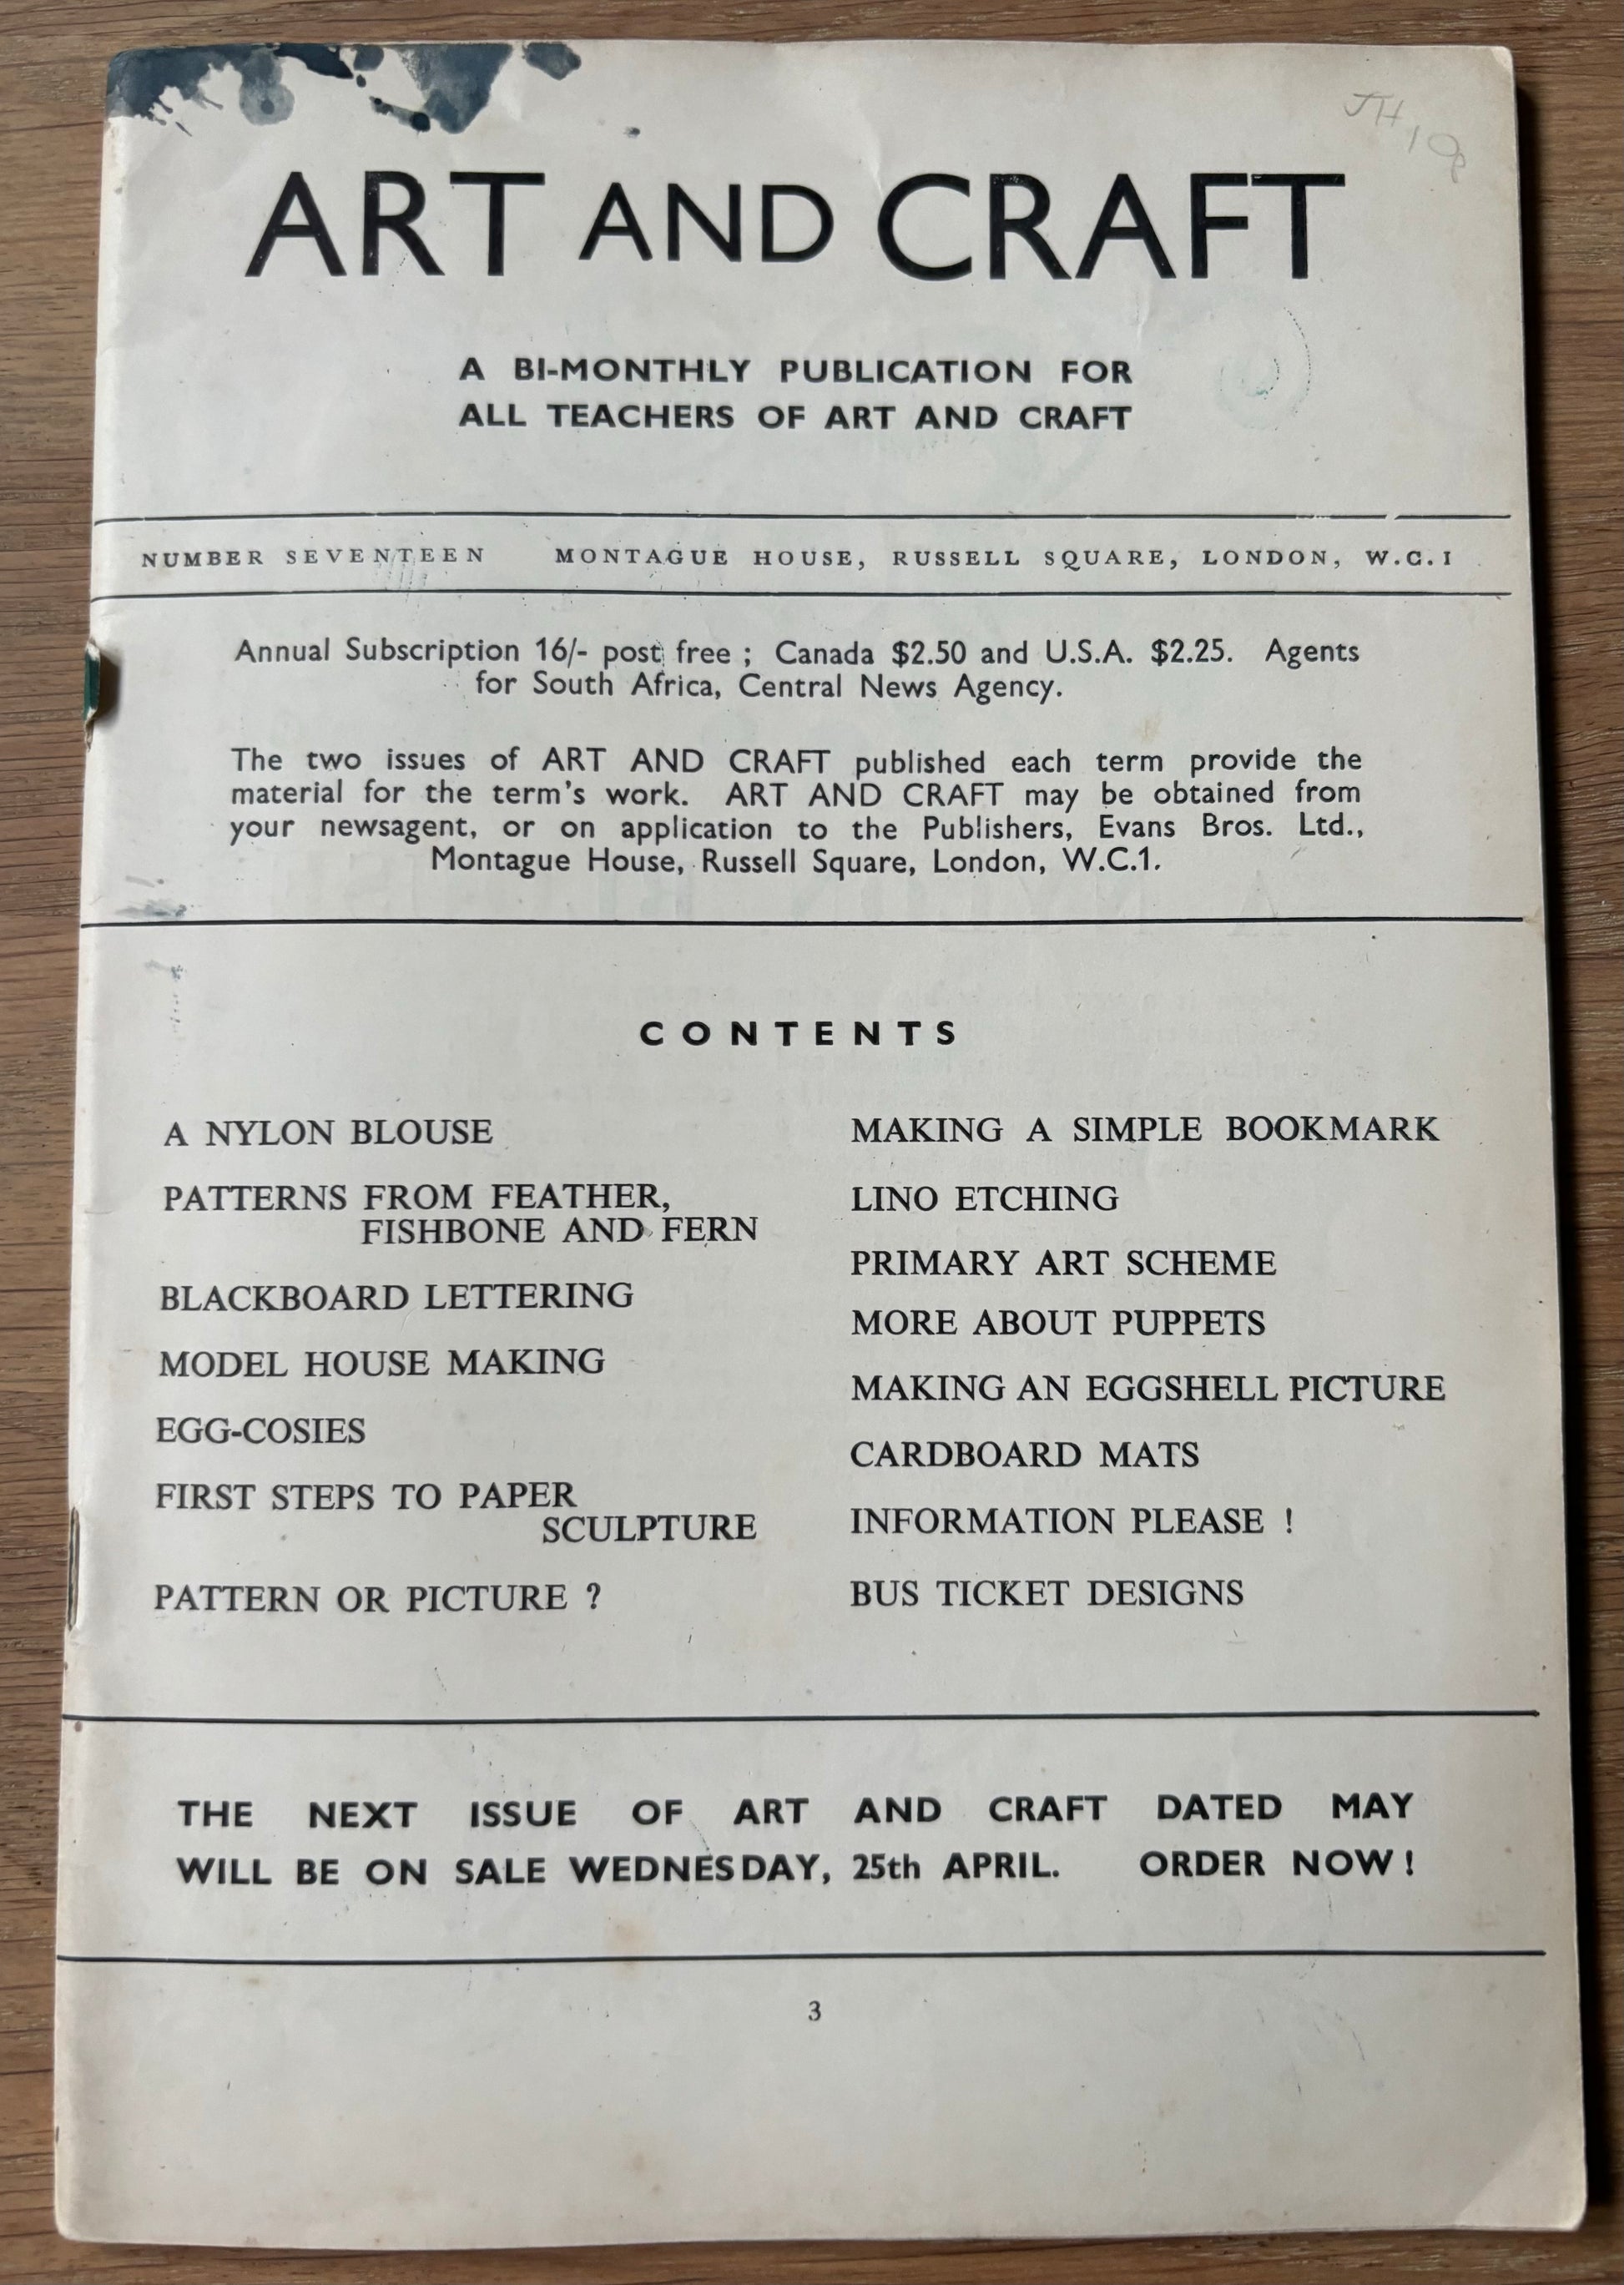 ART AND CRAFT
A BI-MONTHLY PUBLICATION FOR
ALL TEACHERS OF ART AND CRAFT
NUMBER SEVENTEEN MONTAGUE HOUSE, RUSSELL SQUARE, LONDON, W.C.1
Annual Subscription 16/- post free ; Canada $2.50 and U.S.A. $2.25. Agents
for South Africa, Central News Agency.
The two issues of ART AND CRAFT published each term provide the
material for the term's work. ART AND CRAFT may be obtained from
your newsagent, or on application to the Publishers, Evans Bros. Ltd.,
Montague House, Russell Square, London, W.C.1.
CONTENTS
A NYLON BLOUSE
PATTERNS FROM FEATHER,
FISHBONE AND FERN
BLACKBOARD LETTERING
MODEL HOUSE MAKING
EGG-COSIES
FIRST STEPS TO PAPER
SCULPTURE
PATTERN OR PICTURE ?
MAKING A SIMPLE BOOKMARK
LINO ETCHING
PRIMARY ART SCHEME
MORE ABOUT PUPPETS
MAKING AN EGGSHELL PICTURE
CARDBOARD MATS
INFORMATION PLEASE !
BUS TICKET DESIGNS
THE NEXT ISSUE OF ART AND CRAFT DATED MAY
WILL BE ON SALE WEDNESDAY, 25th APRIL. ORDER NOW !
3